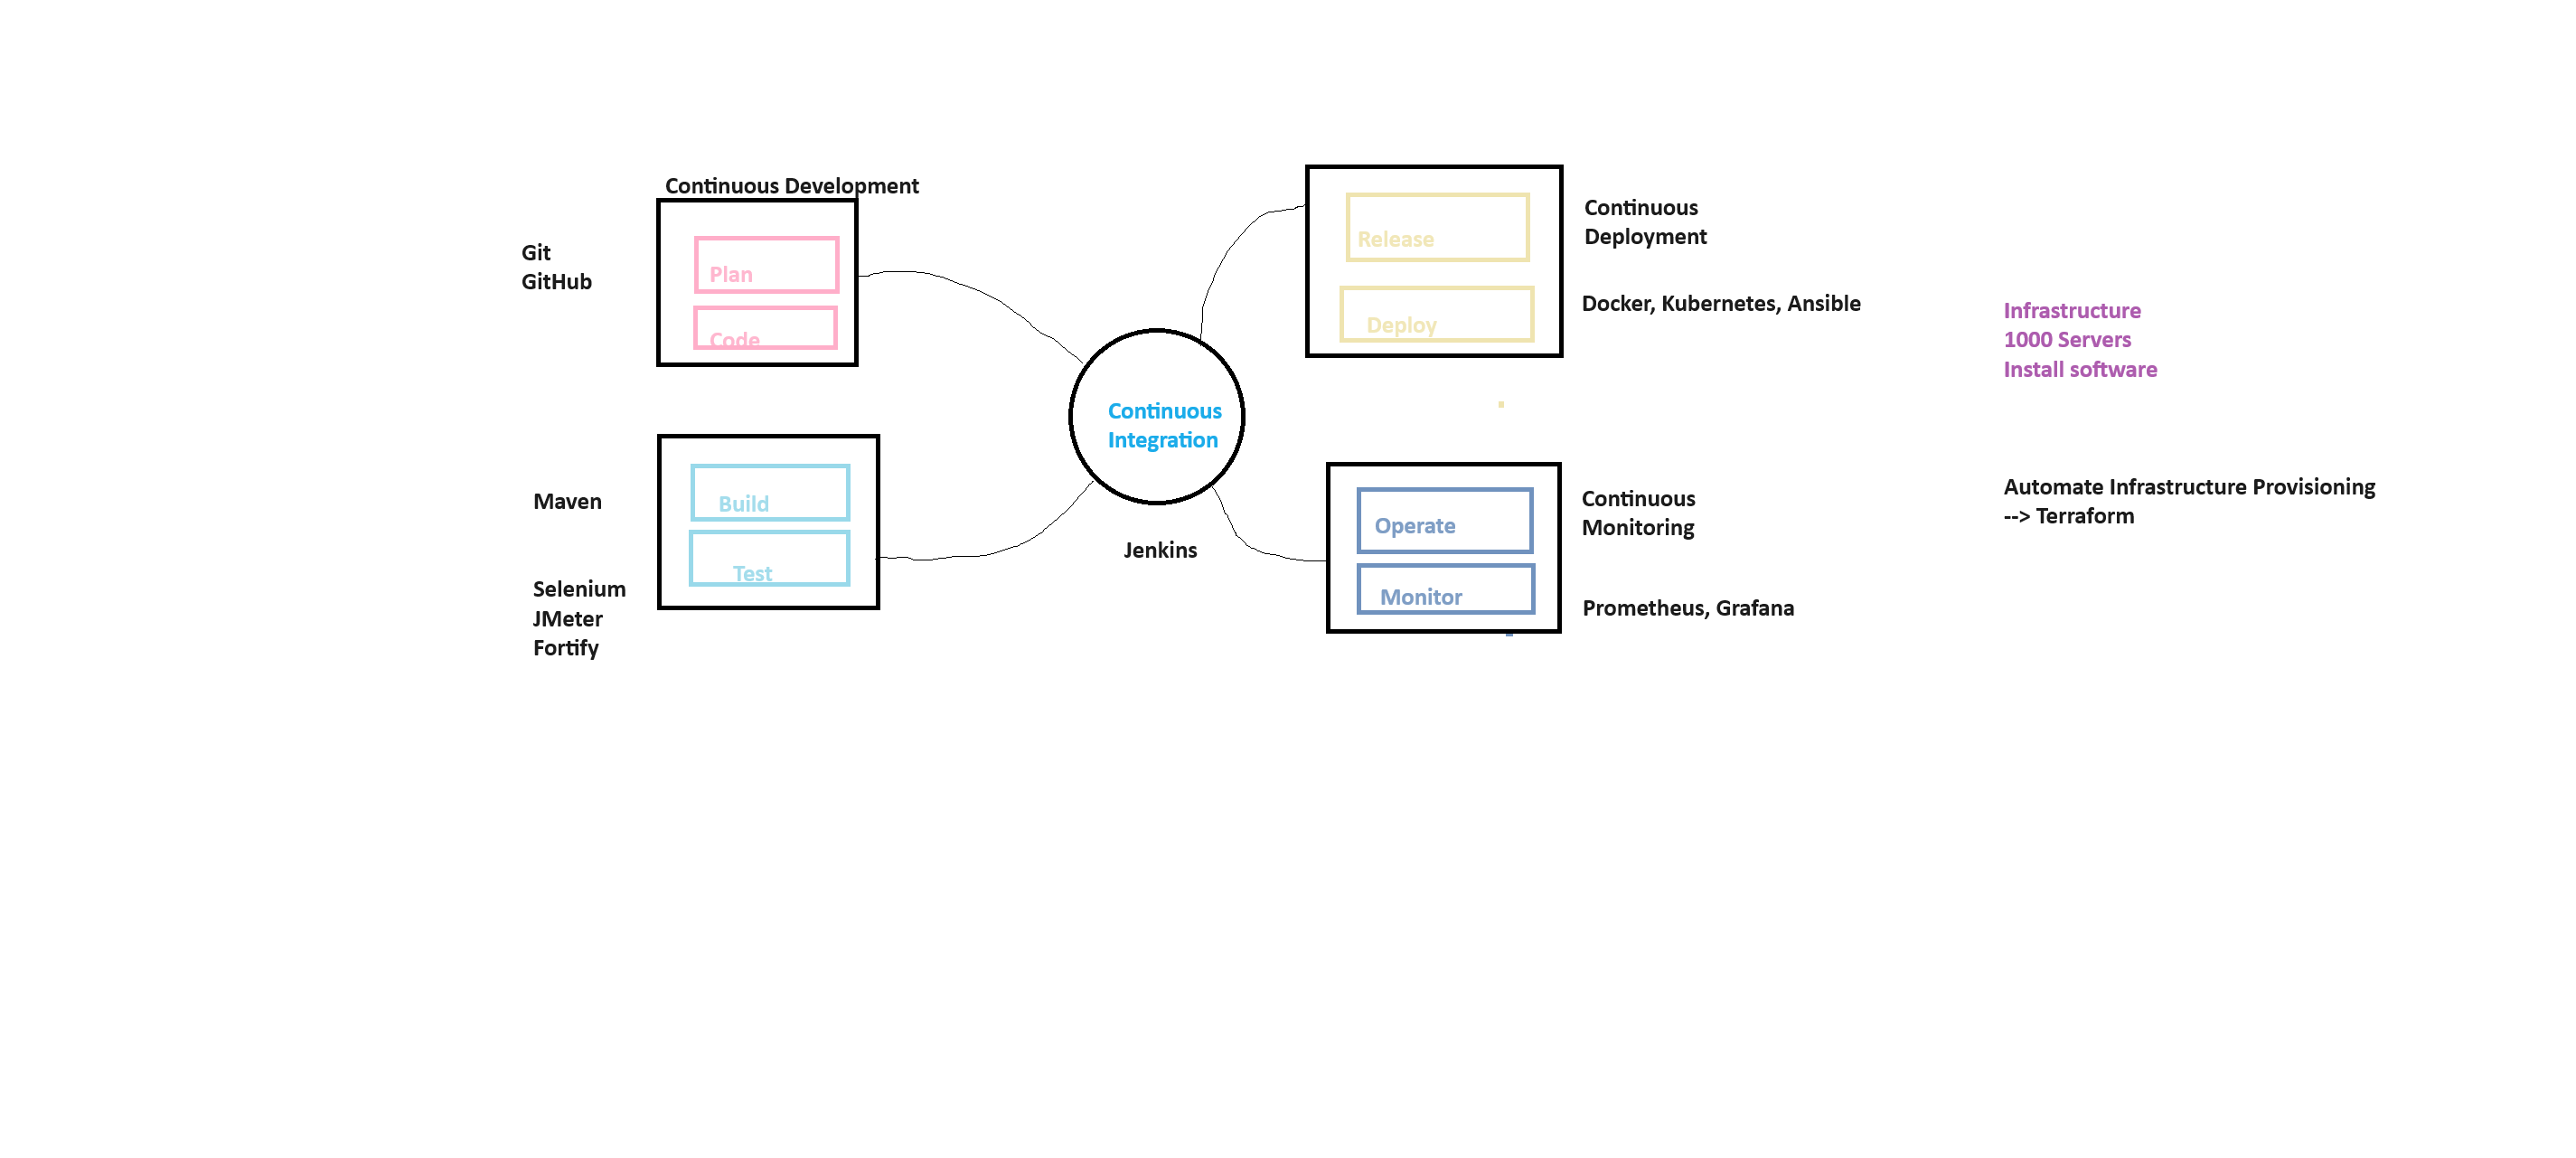 Continuous Development
Git
GitHub
Plan
Code
Maven
Build
Test
Selenium
JMeter
Fortify
Continuous
Integration
Jenkins
Release
Deploy
Continuous
Deployment
Docker, Kubernetes, Ansible
Operate
Monitor
Continuous
Monitoring
Prometheus, Grafana
Infrastructure
1000 Servers
Install software
Automate Infrastructure Provisioning
--> Terraform